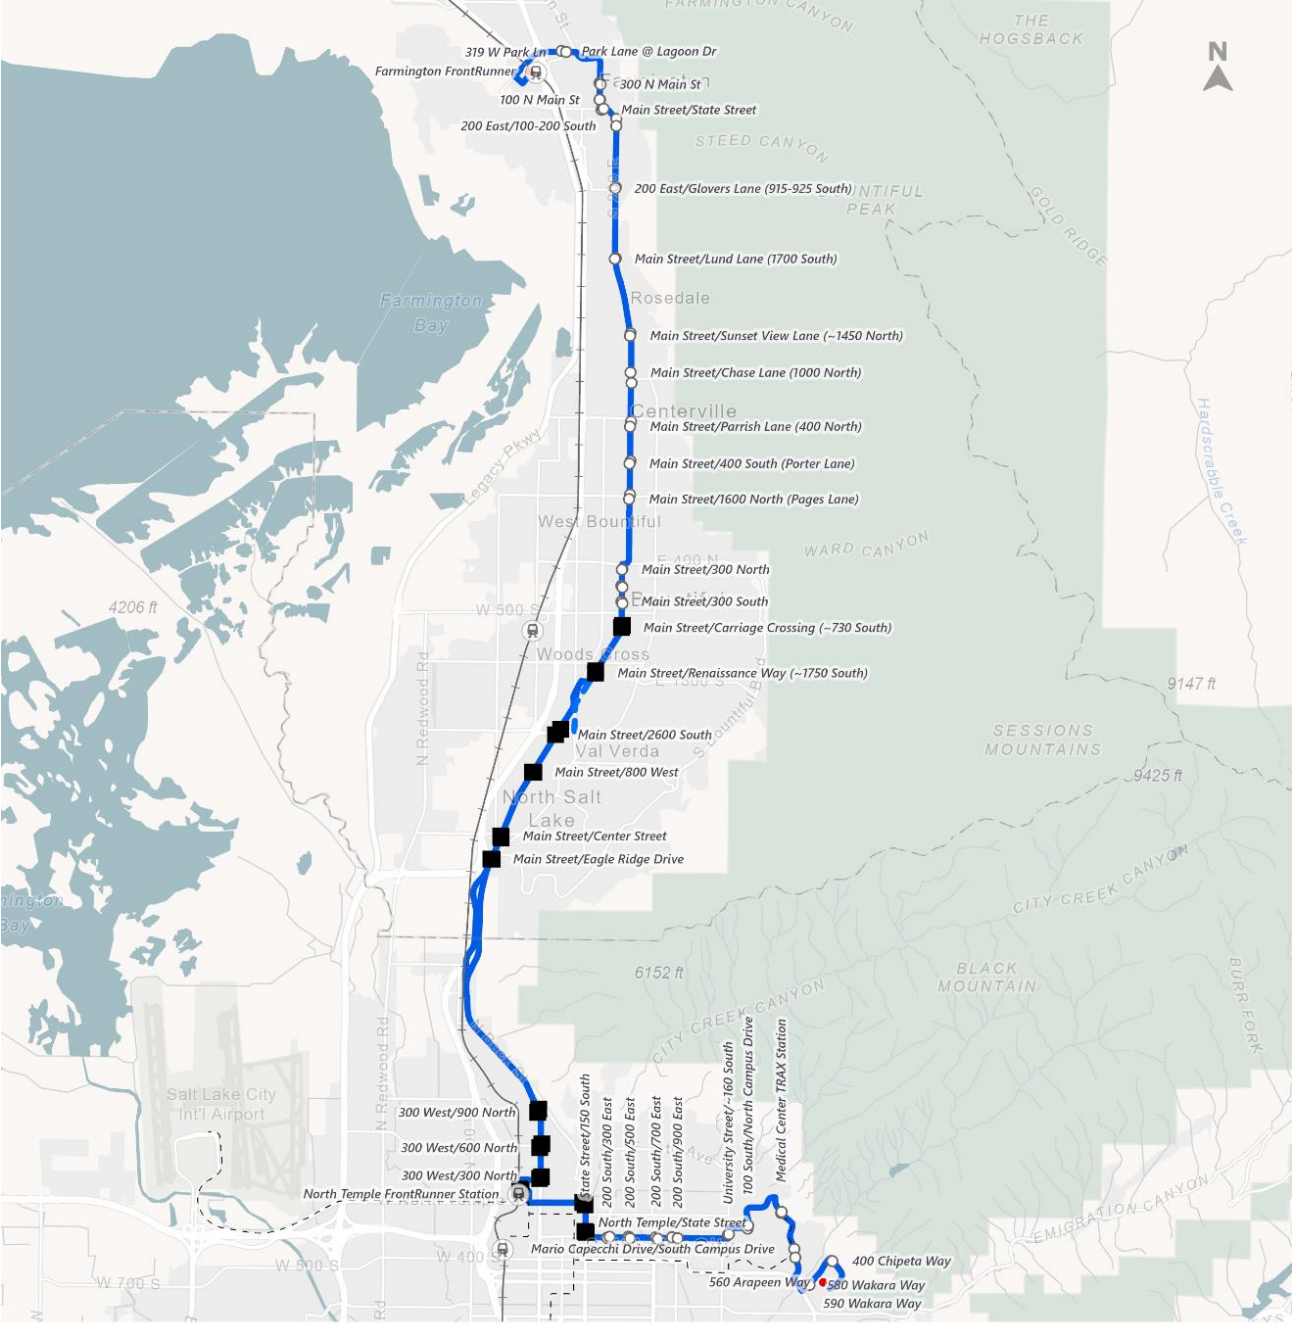 FARMINGTON CANYON
THE
HOGSBACK
N
319 W Park Ln
Park Lane @ Lagoon Dr
Farmington FrontRunner
300 N Main St
100 N Main St
Main Street/State Street
200 East/100-200 South
STEED CANYON
200 East/Glovers Lane (915-925 South)
PEAK
GOLD RIDGE
Main Street/Lund Lane (1700 South)
Farmington
Bay
Rosedale
Main Street/Sunset View Lane (~1450 North)
Main Street/Chase Lane (1000 North)
Centerville
Main Street/Parrish Lane (400 North)
Legacy Pkwy
Main Street/400 South (Porter Lane)
Main Street/1600 North (Pages Lane)
Hardscrabble Creek
West Bountiful
WARD CANYON
E 400 N
Main Street/300 North
Main Street/300 South
4206 ft
W 500 S
Main Street/Carriage Crossing (~730 South)
Woods Cross
Main Street/Renaissance Way (~1750 South)
9147 ft
N Redwood Rd
S Bountiful Blvd
Main Street/2600 South
Val Verda
SESSIONS
MOUNTAINS
Main Street/800 West
9425 ft
North Salt
Lake
Main Street/Center Street
Main Street/Eagle Ridge Drive
CITY CREEK CANYON
Bay
6152 ft
BLACK
MOUNTAIN
BURR FORK
CITY CREEK CANYON
N Redwood Rd
Salt Lake City
Int'l Airport
300 West/900 North
300 West/600 North
300 West/300 North
North Temple FrontRunner Station
State Street/150 South
200 South/300 East
200 South/500 East
200 South/700 East
200 South/900 East
University Street/~160 South
100 South/North Campus Drive
Medical Center TRAX Station
North Temple/State Street
EMIGRATION CANYON
Mario Capecchi Drive/South Campus Drive
W 400 S
W 500 S
W 700 S
400 Chipeta Way
560 Arapeen Way
580 Wakara Way
590 Wakara Way